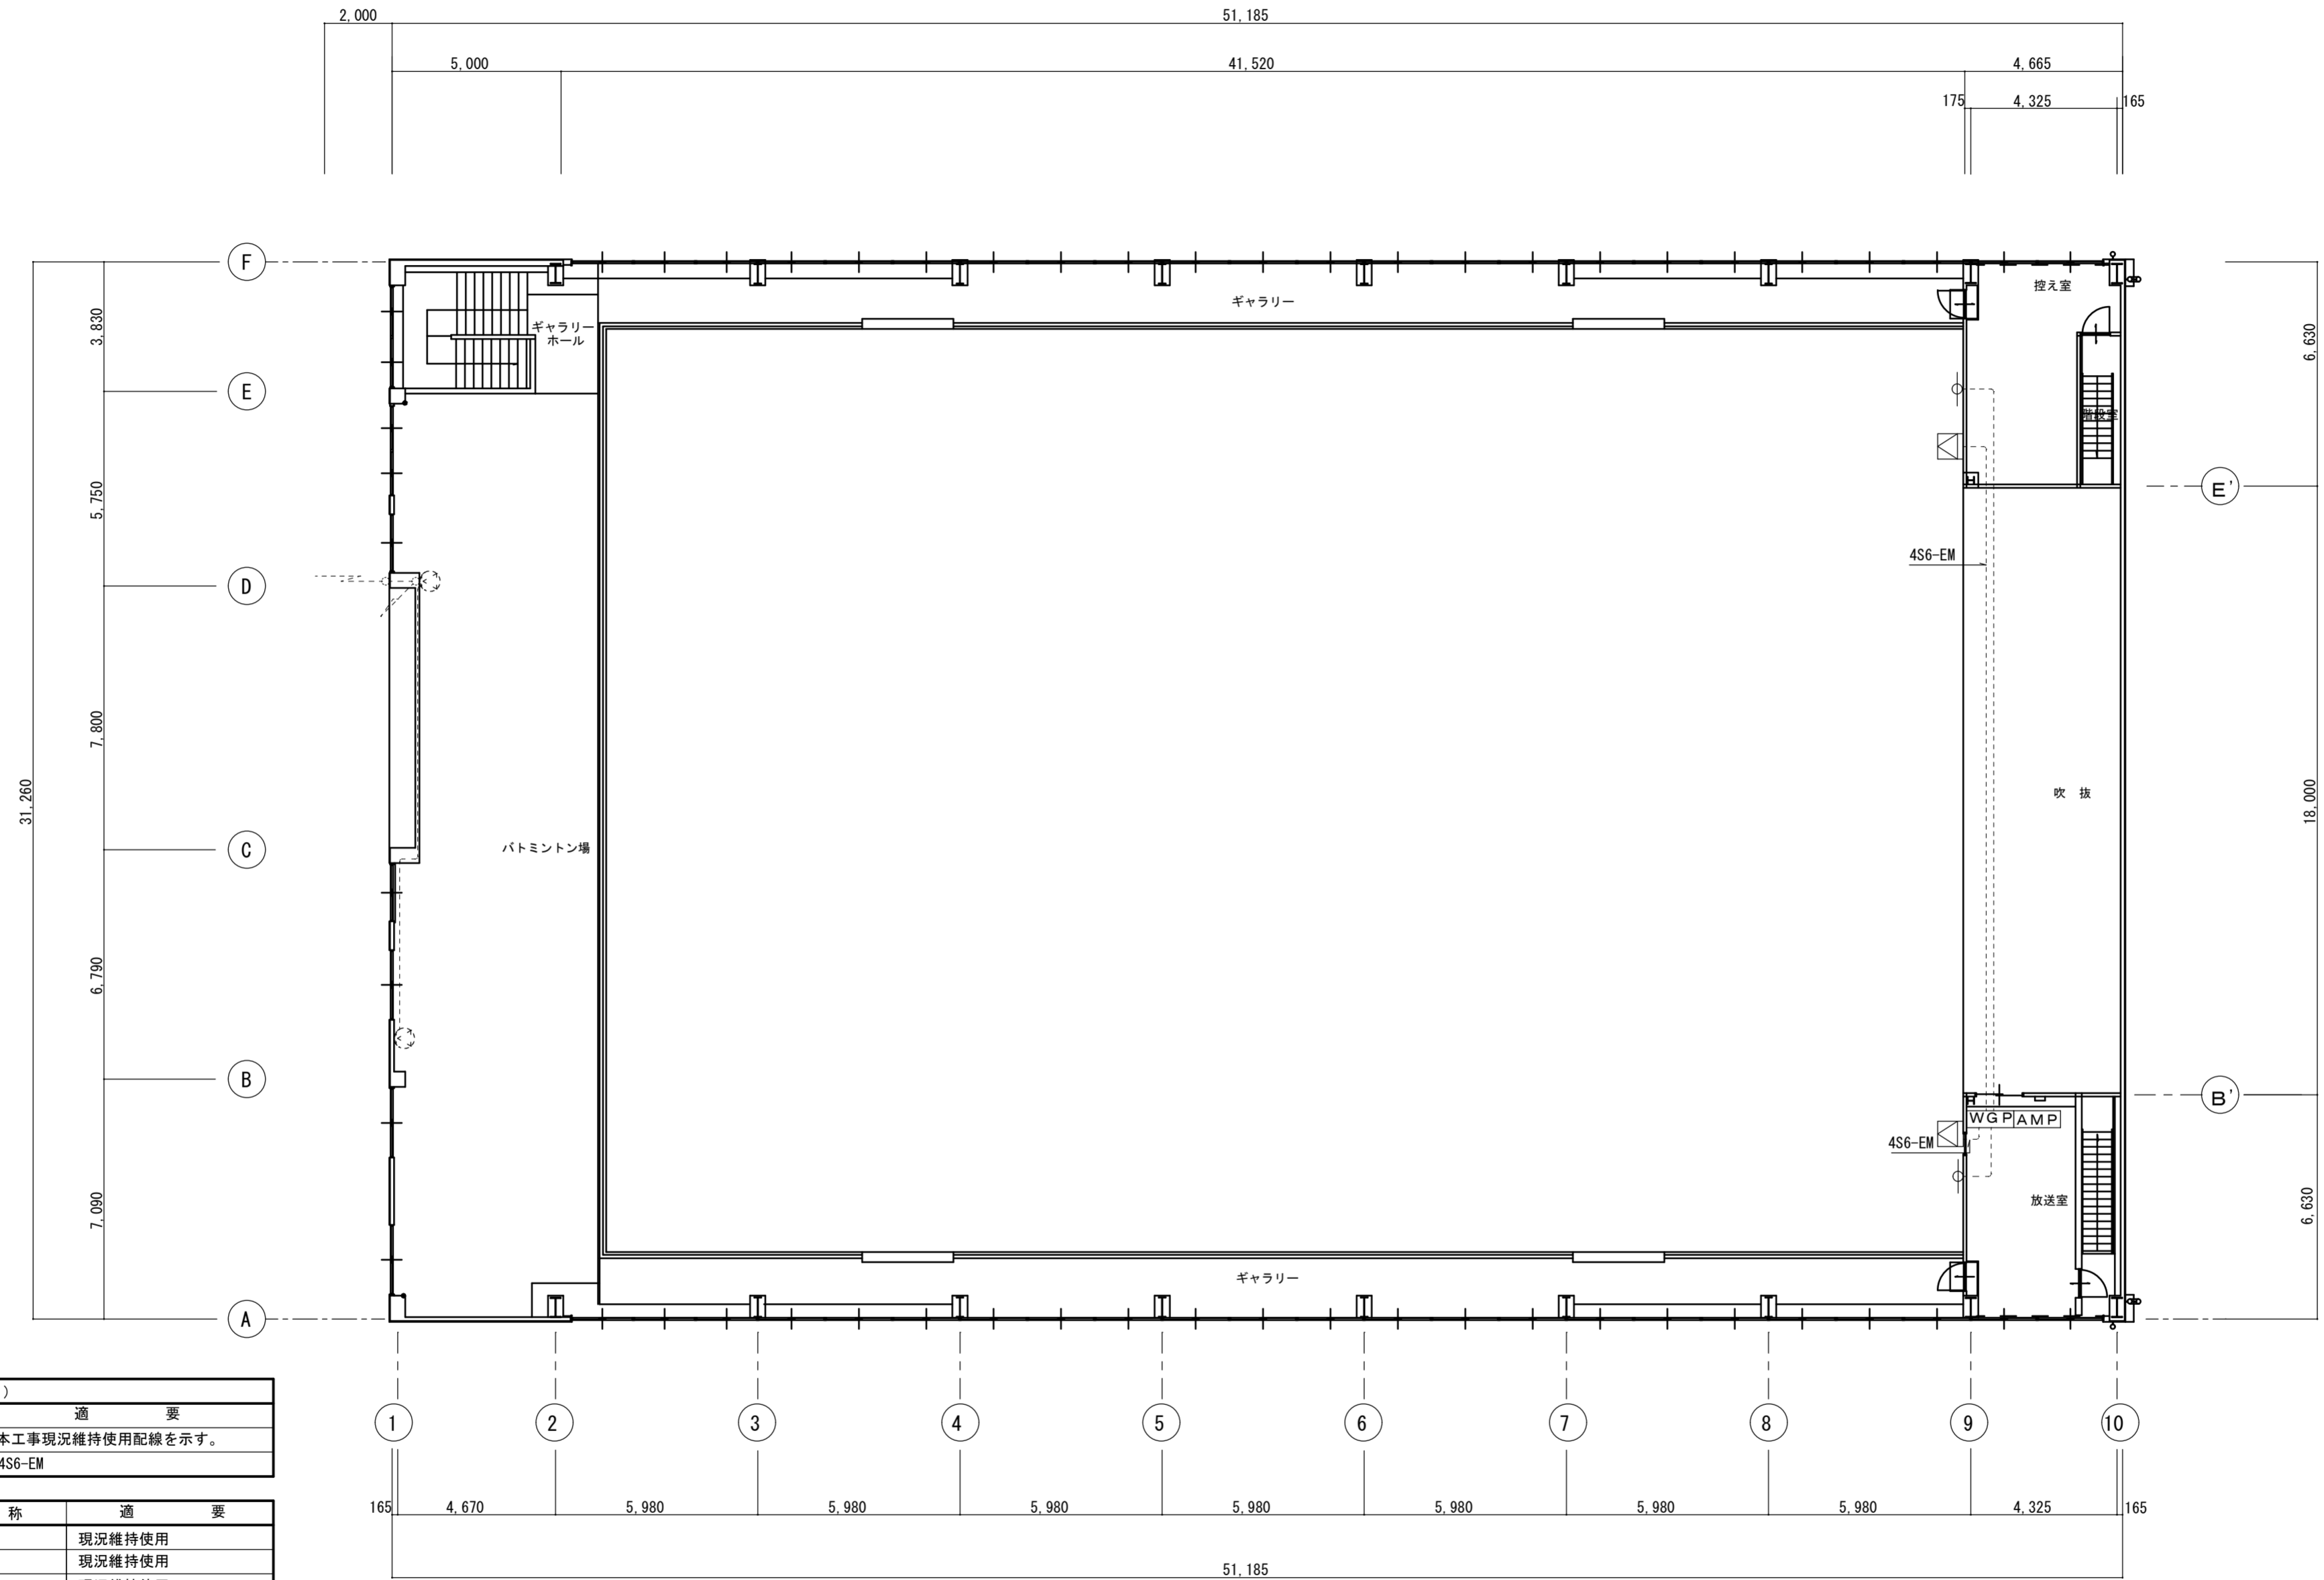 2,000 51,185
5,000 41,520 4,665
175 4,325 165
F
控え室
ギャラリー
3,830
ギャラリー
ホール
6,630
E
階段室
5,750
E'
4S6-EM
D
7,800
31,260
吹 抜
18,000
C
バトミントン場
6,790
B
B'
WGP AMP
4S6-EM
7,090
放送室
6,630
ギャラリー
A
)
適 要
本工事現況維持使用配線を示す。
4S6-EM
1 2 3 4 5 6 7 8 9 10
称 適 要
現況維持使用
現況維持使用
165 4,670 5,980 5,980 5,980 5,980 5,980 5,980 5,980 4,325 165
51,185